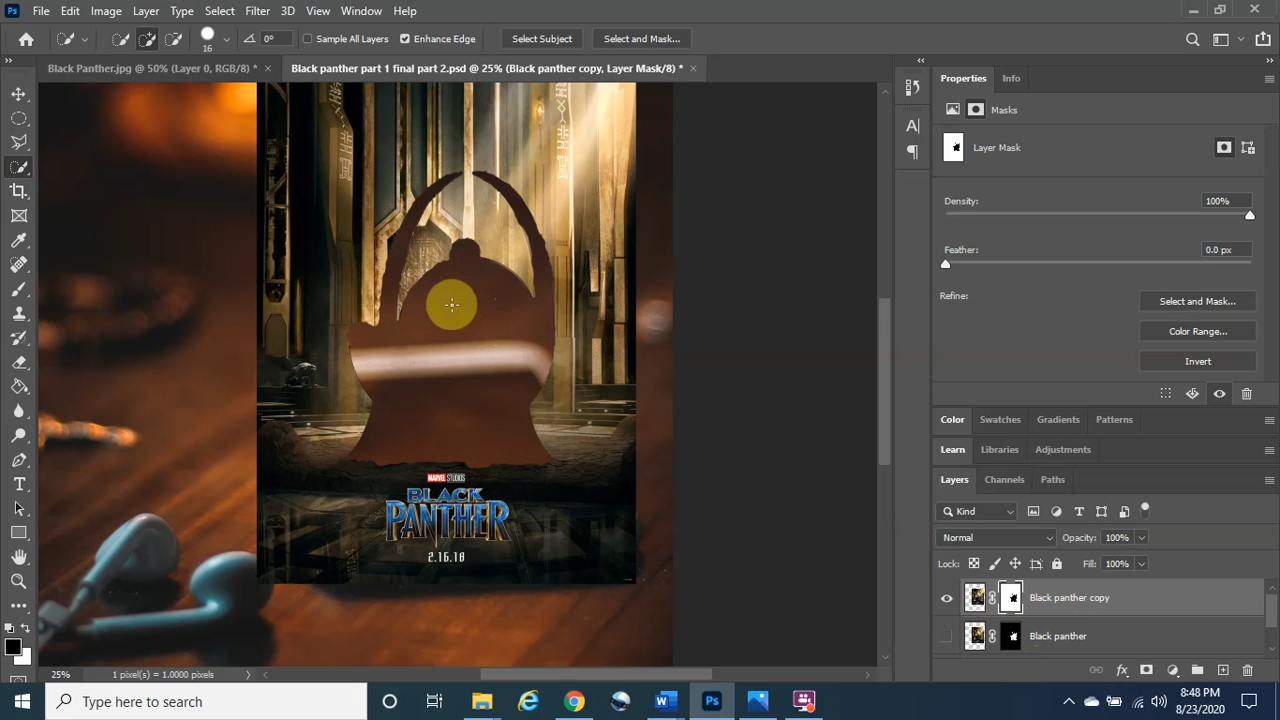 Ps File Edit Image Layer Type Select Filter 3D View Window Help
16 0° Sample All Layers Enhance Edge Select Subject Select and Mask...
Black Panther.jpg @ 50% (Layer 0, RGB/8) * × Black panther part 1 final part 2.psd @ 25% (Black panther copy, Layer Mask/8) * ×
Properties Info
Masks
Layer Mask
Density: 100%
Feather: 0.0 px
Refine: Select and Mask...
Color Range...
Invert
Color Swatches Gradients Patterns
Learn Libraries Adjustments
Layers Channels Paths
Kind
Normal Opacity: 100%
Lock: Fill: 100%
Black panther copy
Black panther
MARVEL STUDIOS
BLACK
PANTHER
2.16.18
25% 1 pixel(s) = 1.0000 pixels
Type here to search
8:48 PM
8/23/2020